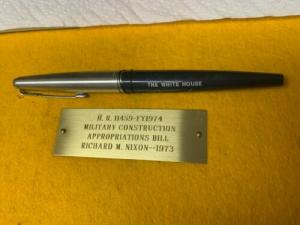 THE WHITE HOUSE
H. R. 11459-FY1974
MILITARY CONSTRUCTION
APPROPRIATIONS BILL
RICHARD M. NIXON--1973